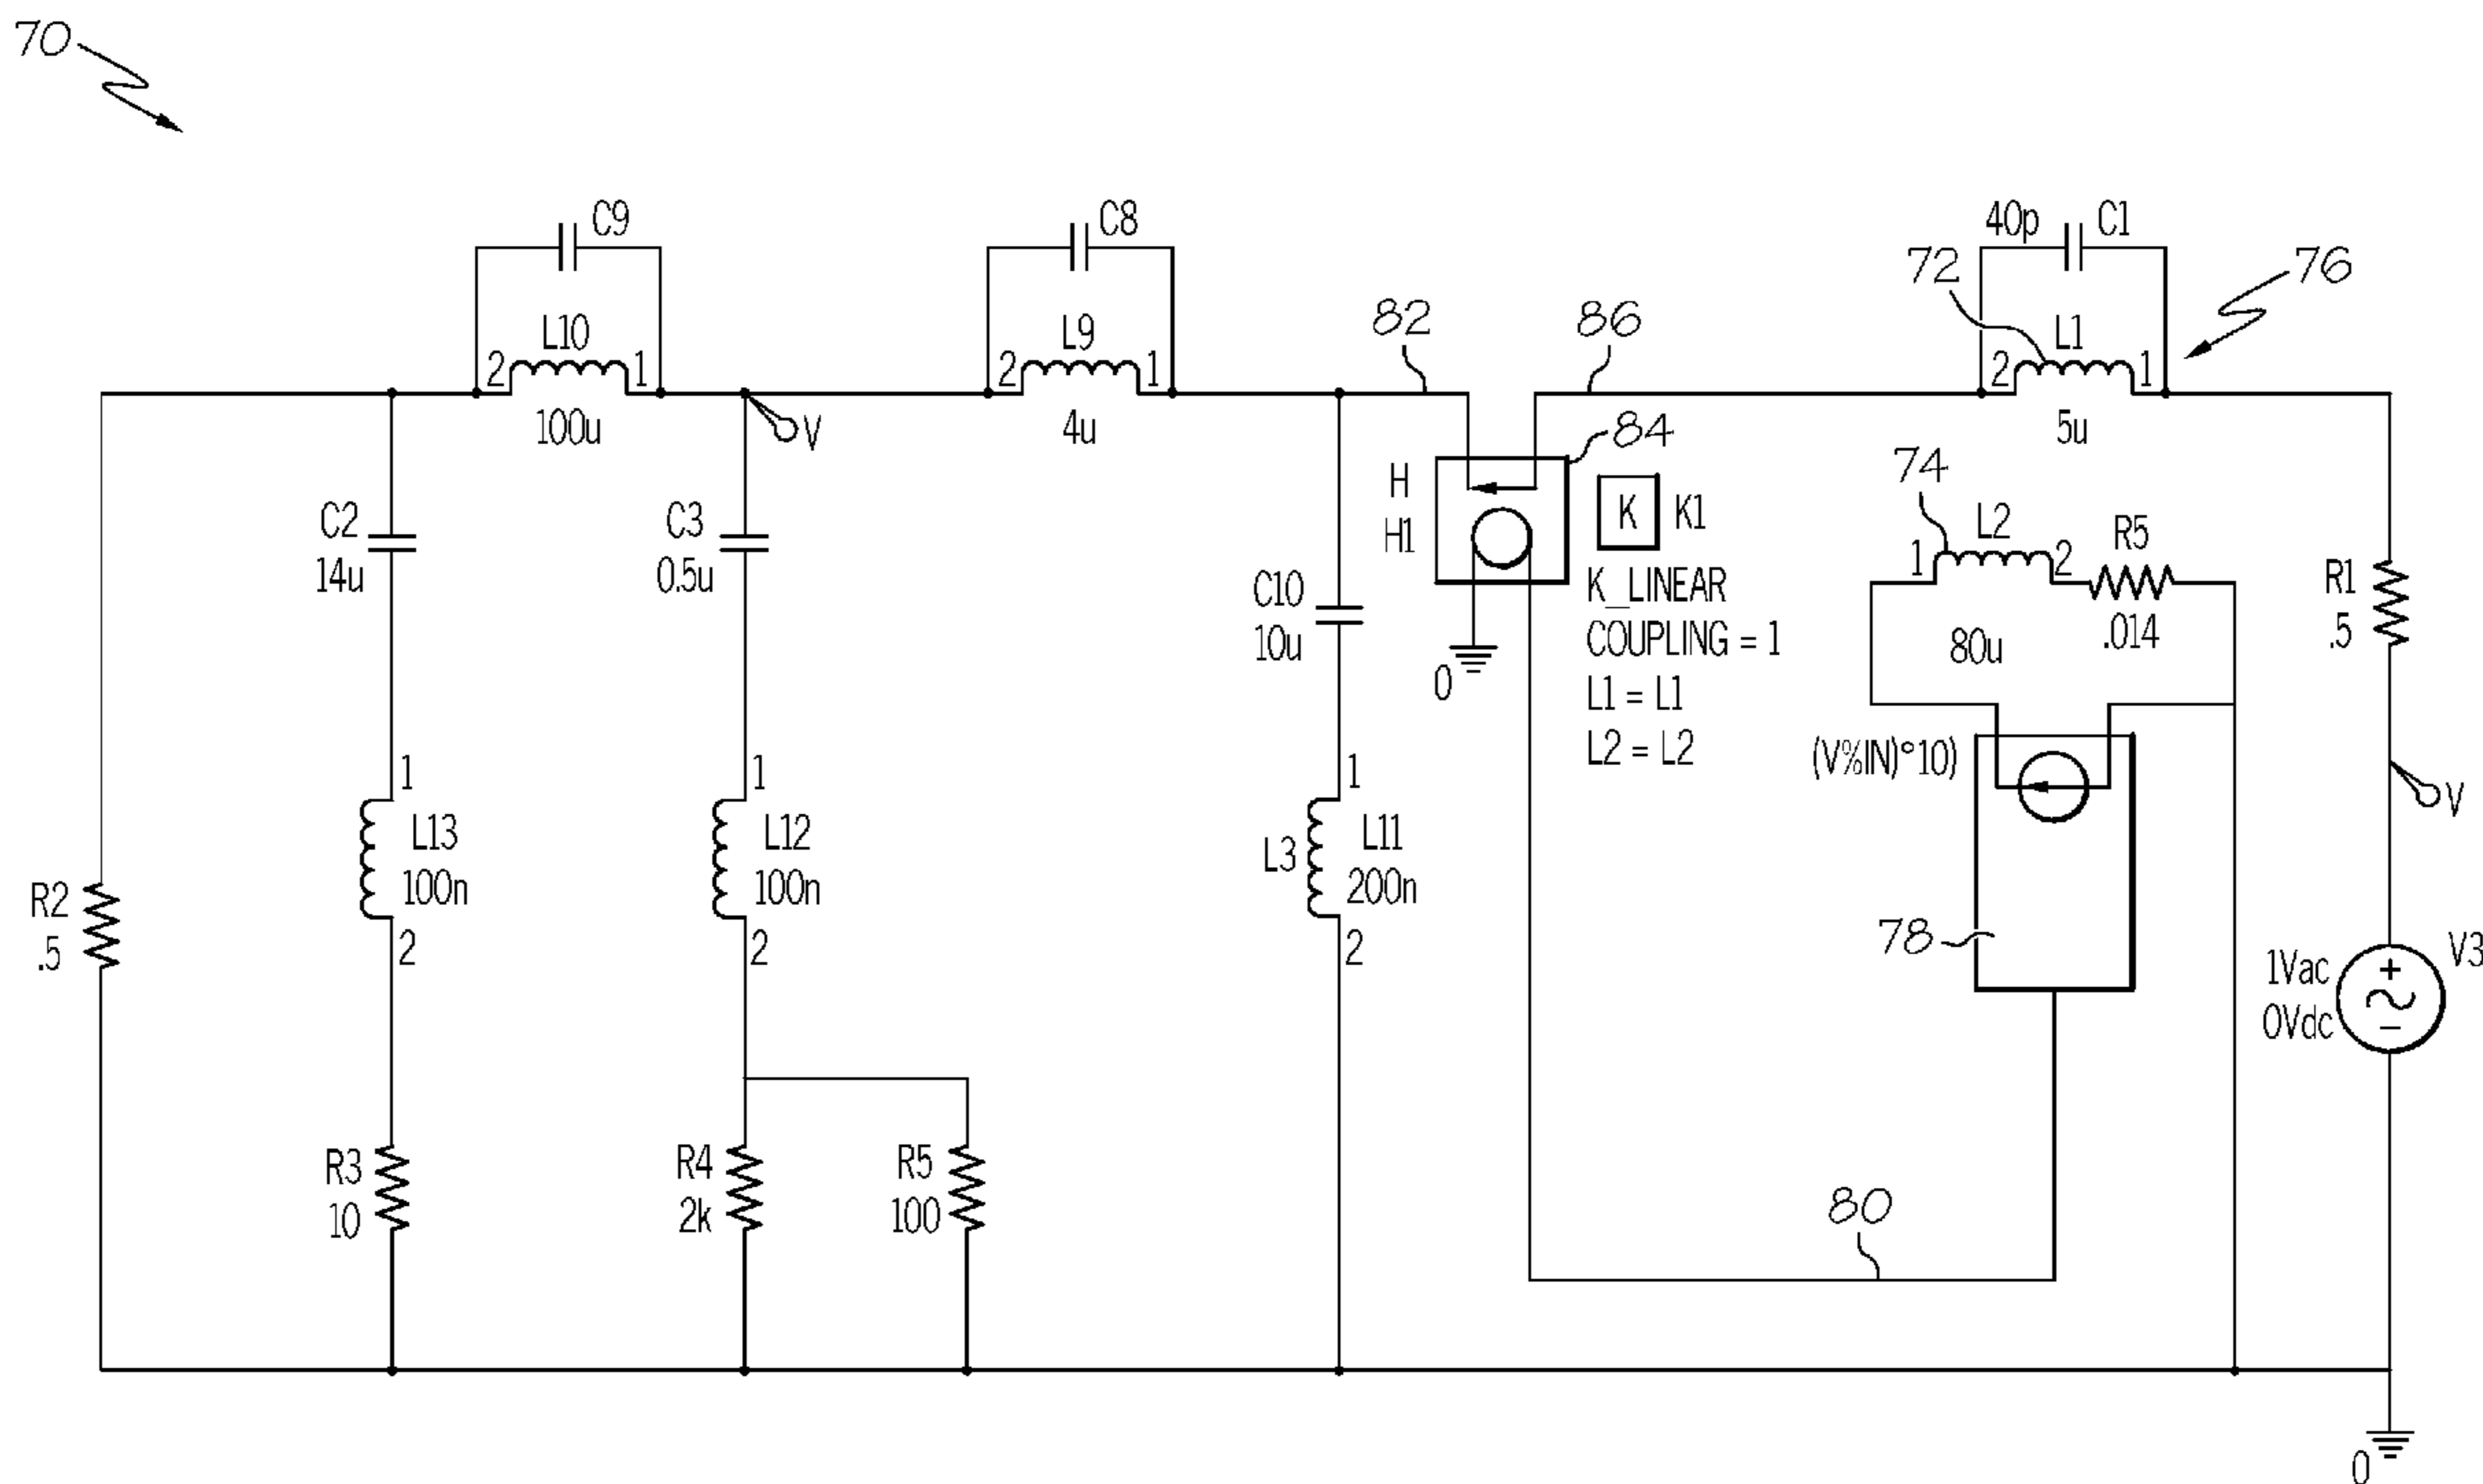 70
C9
C8
40p C1
72
76
L10
2 1
100u
L9
2 1
4u
82
86
L1
2 1
5u
V
84
H
H1
K K1
K_LINEAR
COUPLING = 1
L1 = L1
L2 = L2
74
L2
1 2
80u
R5
.014
R1
.5
C2
14u
C3
0.5u
C10
10u
0
(V%IN)°10)
V
1
L13
100n
2
1
L12
100n
2
1
L3 L11
200n
2
R2
.5
78
1Vac
0Vdc
+
−
V3
R3
10
R4
2k
R5
100
80
0